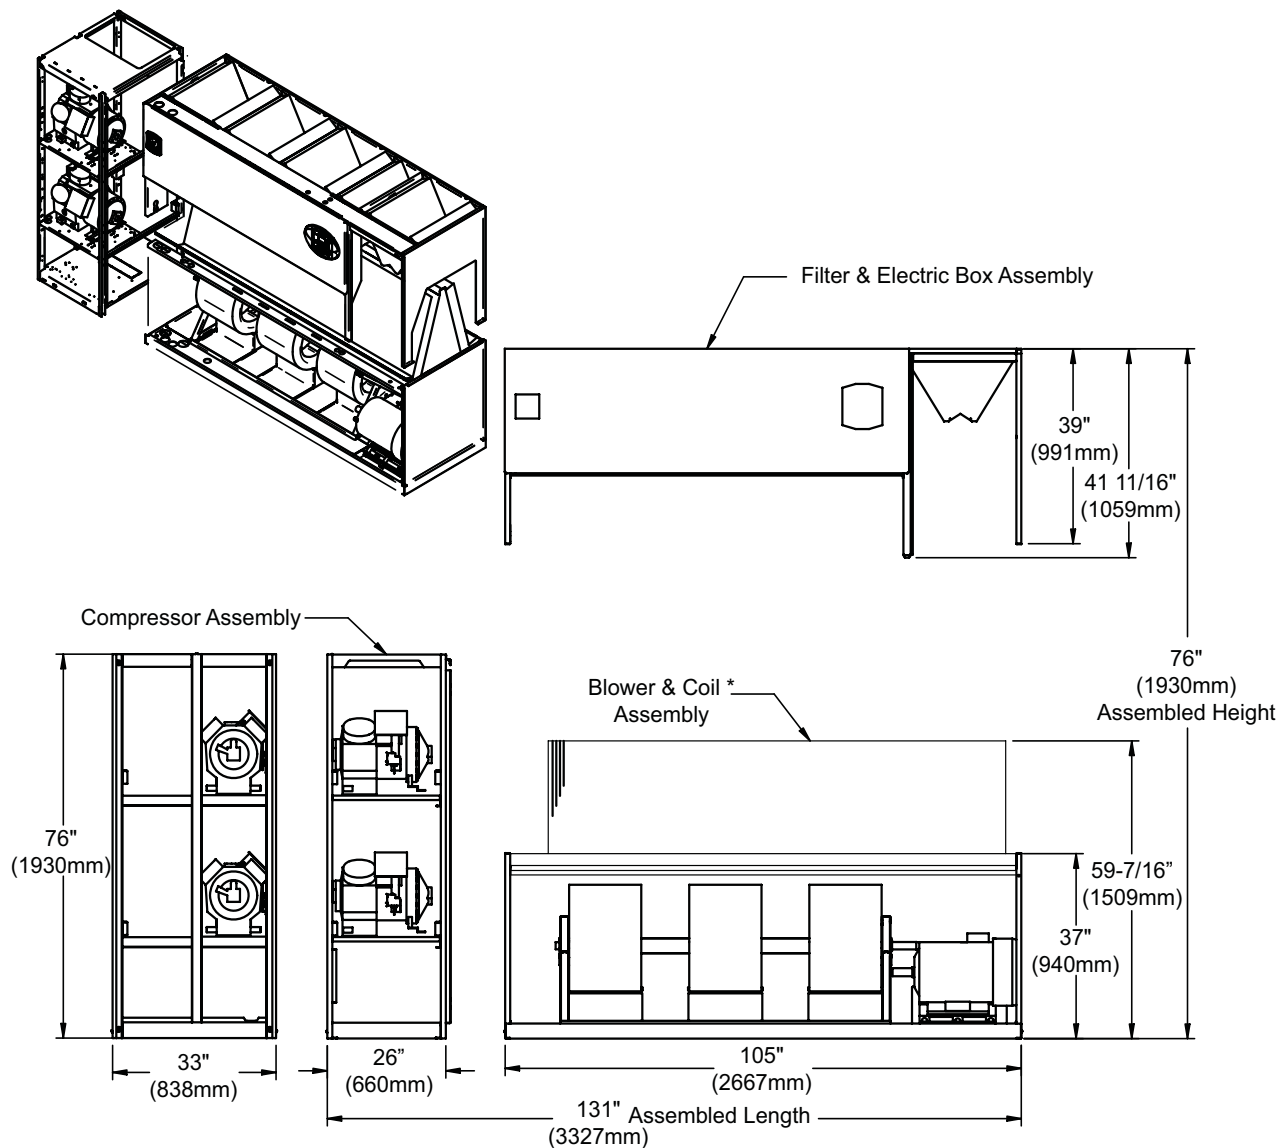 Filter & Electric Box Assembly
39"
(991mm)
41 11/16"
(1059mm)
Compressor Assembly
76"
(1930mm)
Assembled Height
Blower & Coil *
Assembly
76"
(1930mm)
59-7/16”
(1509mm)
37"
(940mm)
33"
(838mm)
26”
(660mm)
105"
(2667mm)
131" Assembled Length
(3327mm)